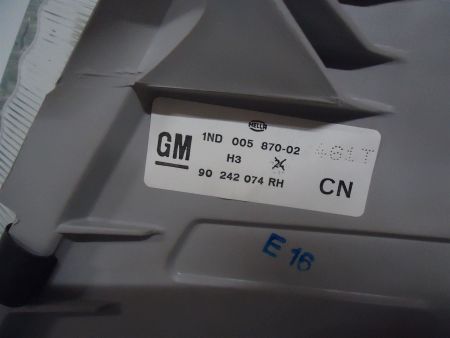 HELLA
GM 1ND 005 870-02
H3
90 242 074 RH CN
E 16